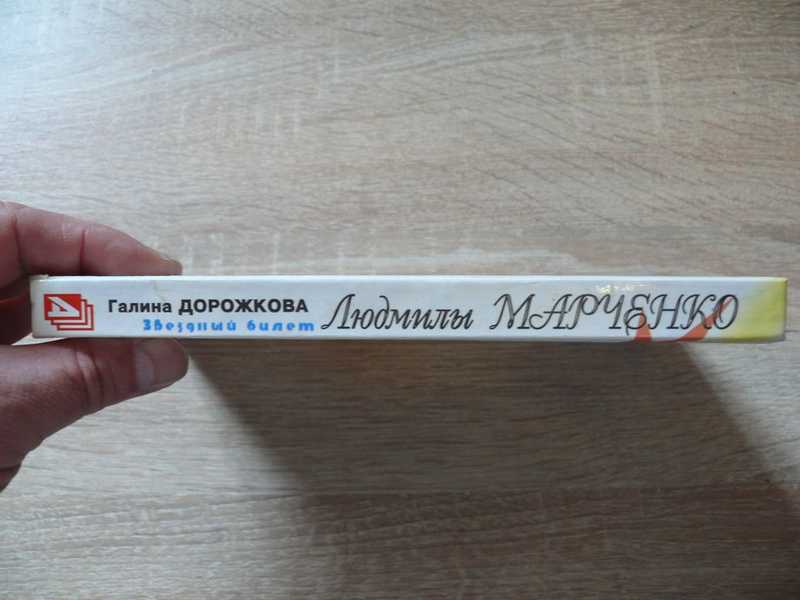 Галина ДОРОЖКОВА
Звездный билет
Людмилы МАРЧЕНКО